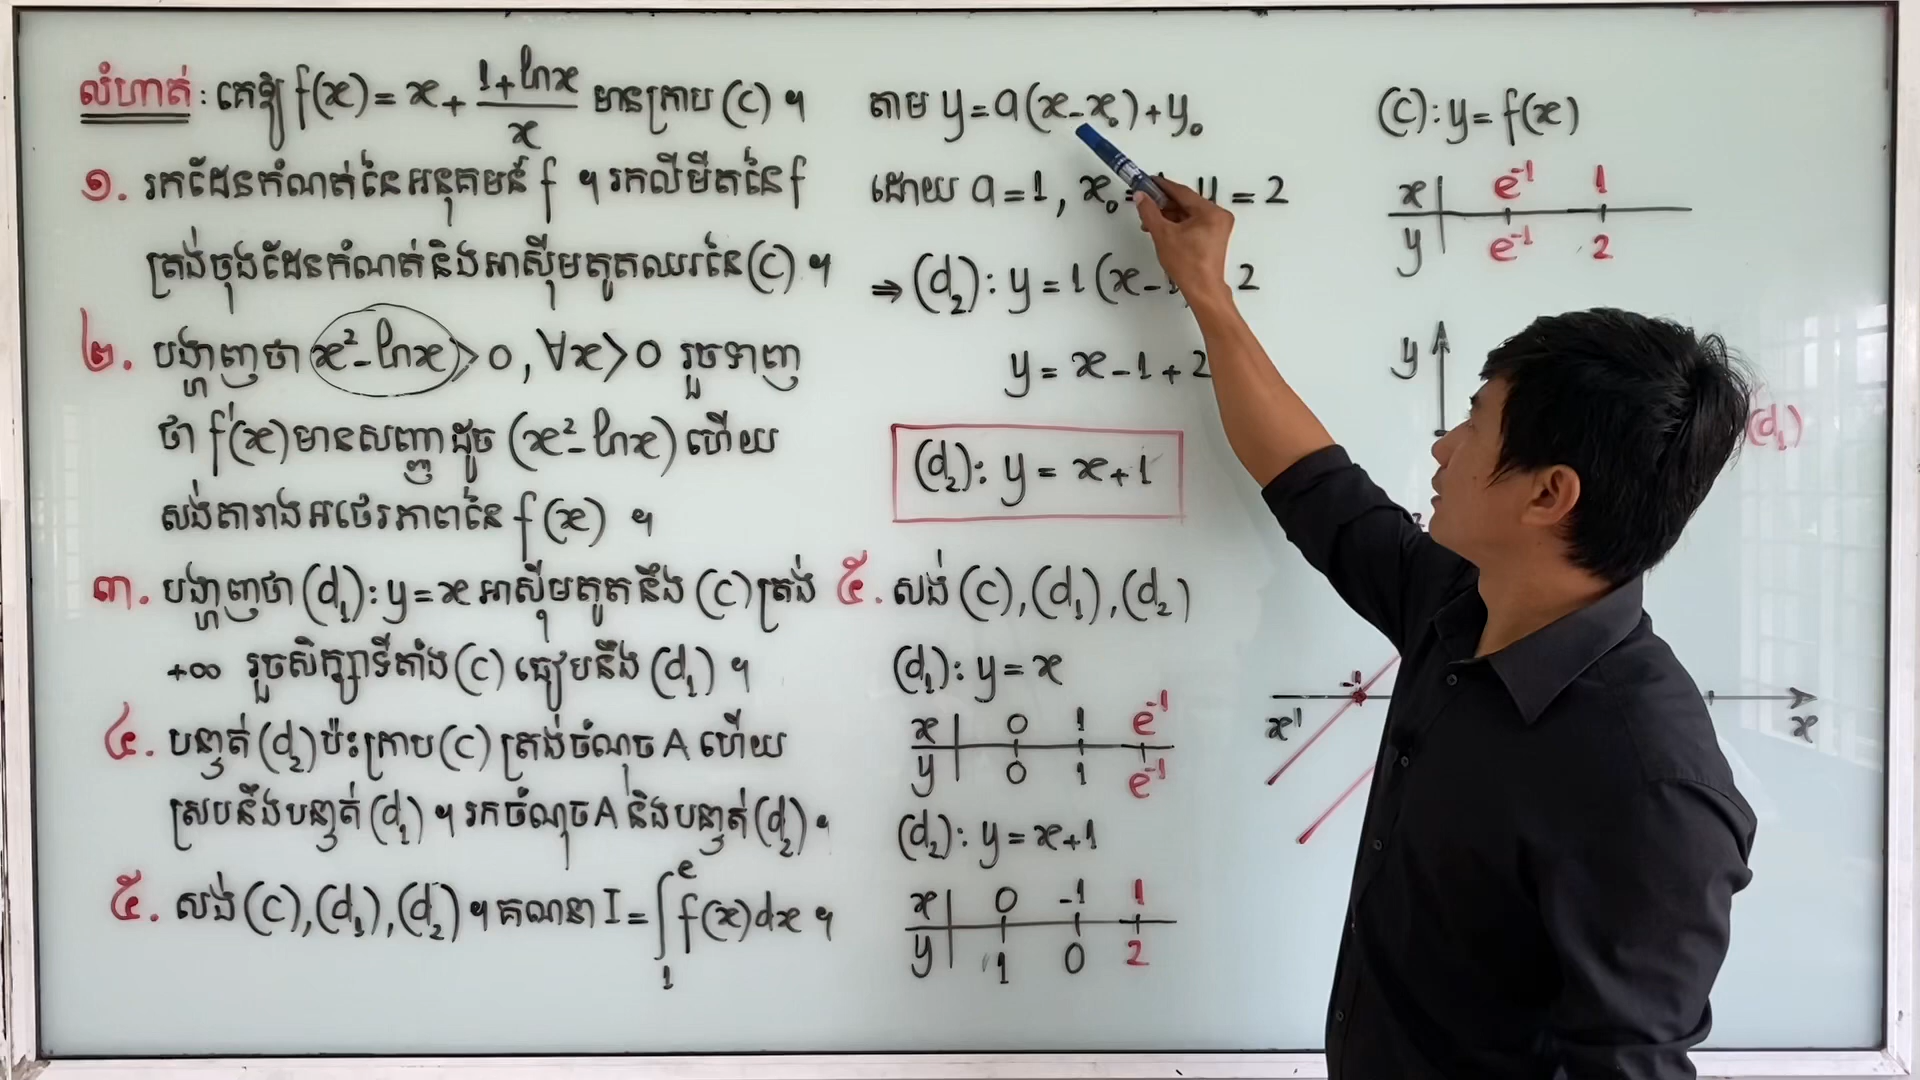 លំហាត់ : គេឱ្យ f(x) = x + (1+lnx)/x មានក្រាប (C) ។
១. រកដែនកំណត់នៃអនុគមន៍ f ។ រកលីមីតនៃ f
ត្រង់ចុងដែនកំណត់និងអាស៊ីមតូតឈរនៃ (C) ។
២. បង្ហាញថា x² - lnx > 0 , ∀x > 0 រួចទាញ
ថា f'(x) មានសញ្ញាដូច (x² - lnx) ហើយ
សង់តារាងអថេរភាពនៃ f(x) ។
៣. បង្ហាញថា (d₁) : y = x អាស៊ីមតូតនឹង (C) ត្រង់
+∞ រួចសិក្សាទីតាំង (C) ធៀបនឹង (d₁) ។
៤. បន្ទាត់ (d₂) ប៉ះក្រាប (C) ត្រង់ចំណុច A ហើយ
ស្របនឹងបន្ទាត់ (d₁) ។ រកចំណុច A និងបន្ទាត់ (d₂) ។
៥. សង់ (C), (d₁), (d₂) ។ គណនា I = ∫₁ᵉ f(x)dx ។
តាម y = a(x - x₀) + y₀
ដោយ a = 1 , x₀ = y = 2
⇒ (d₂) : y = 1(x - 1 2
y = x - 1 + 2
(d₂) : y = x + 1
៥. សង់ (C), (d₁), (d₂)
(d₁) : y = x
x | 0 1 e⁻¹
y | 0 1 e⁻¹
(d₂) : y = x + 1
x | 0 -1 1
y | 1 0 2
(C) : y = f(x)
x | e⁻¹ 1
y | e⁻¹ 2
y
(d₁)
2
-1
x' x